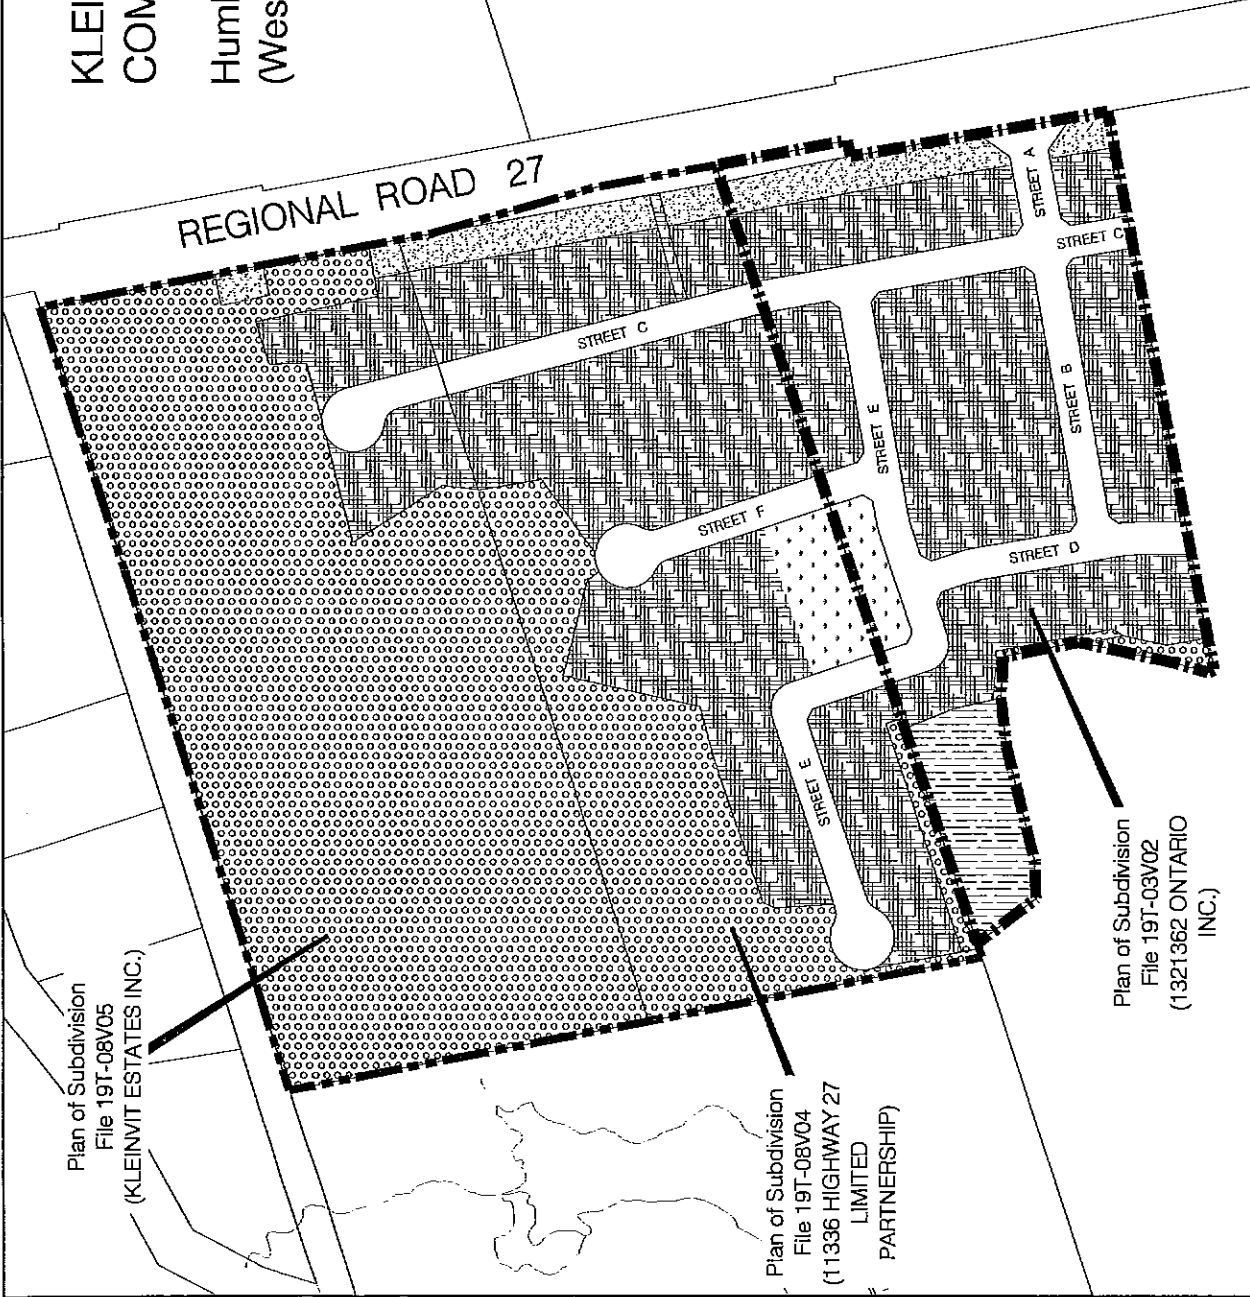 KLEI
COM
Humb
(Wes
REGIONAL ROAD 27
STREET A
STREET C
STREET C
STREET B
STREET E
STREET F
STREET D
STREET E
Plan of Subdivision
File 19T-08V05
(KLEINVIT ESTATES INC.)
Plan of Subdivision
File 19T-08V04
(11336 HIGHWAY 27
LIMITED
PARTNERSHIP)
Plan of Subdivision
File 19T-03V02
(1321362 ONTARIO
INC.)